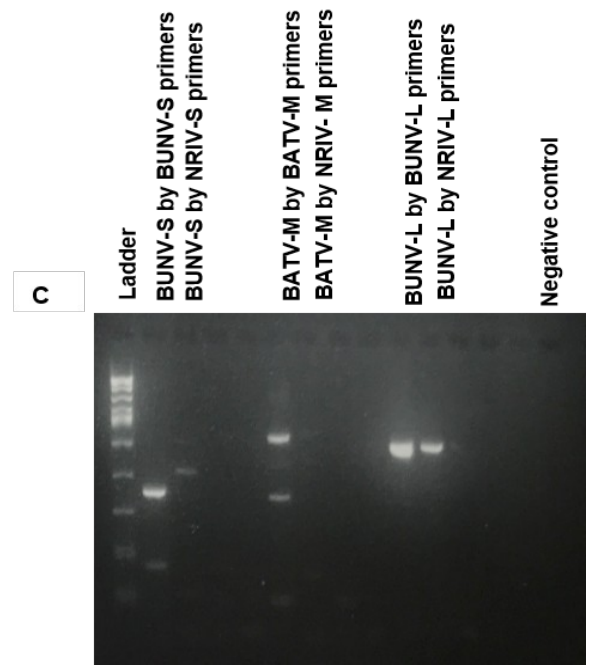 C
Ladder
BUNV-S by BUNV-S primers
BUNV-S by NRIV-S primers
BATV-M by BATV-M primers
BATV-M by NRIV- M primers
BUNV-L by BUNV-L primers
BUNV-L by NRIV-L primers
Negative control